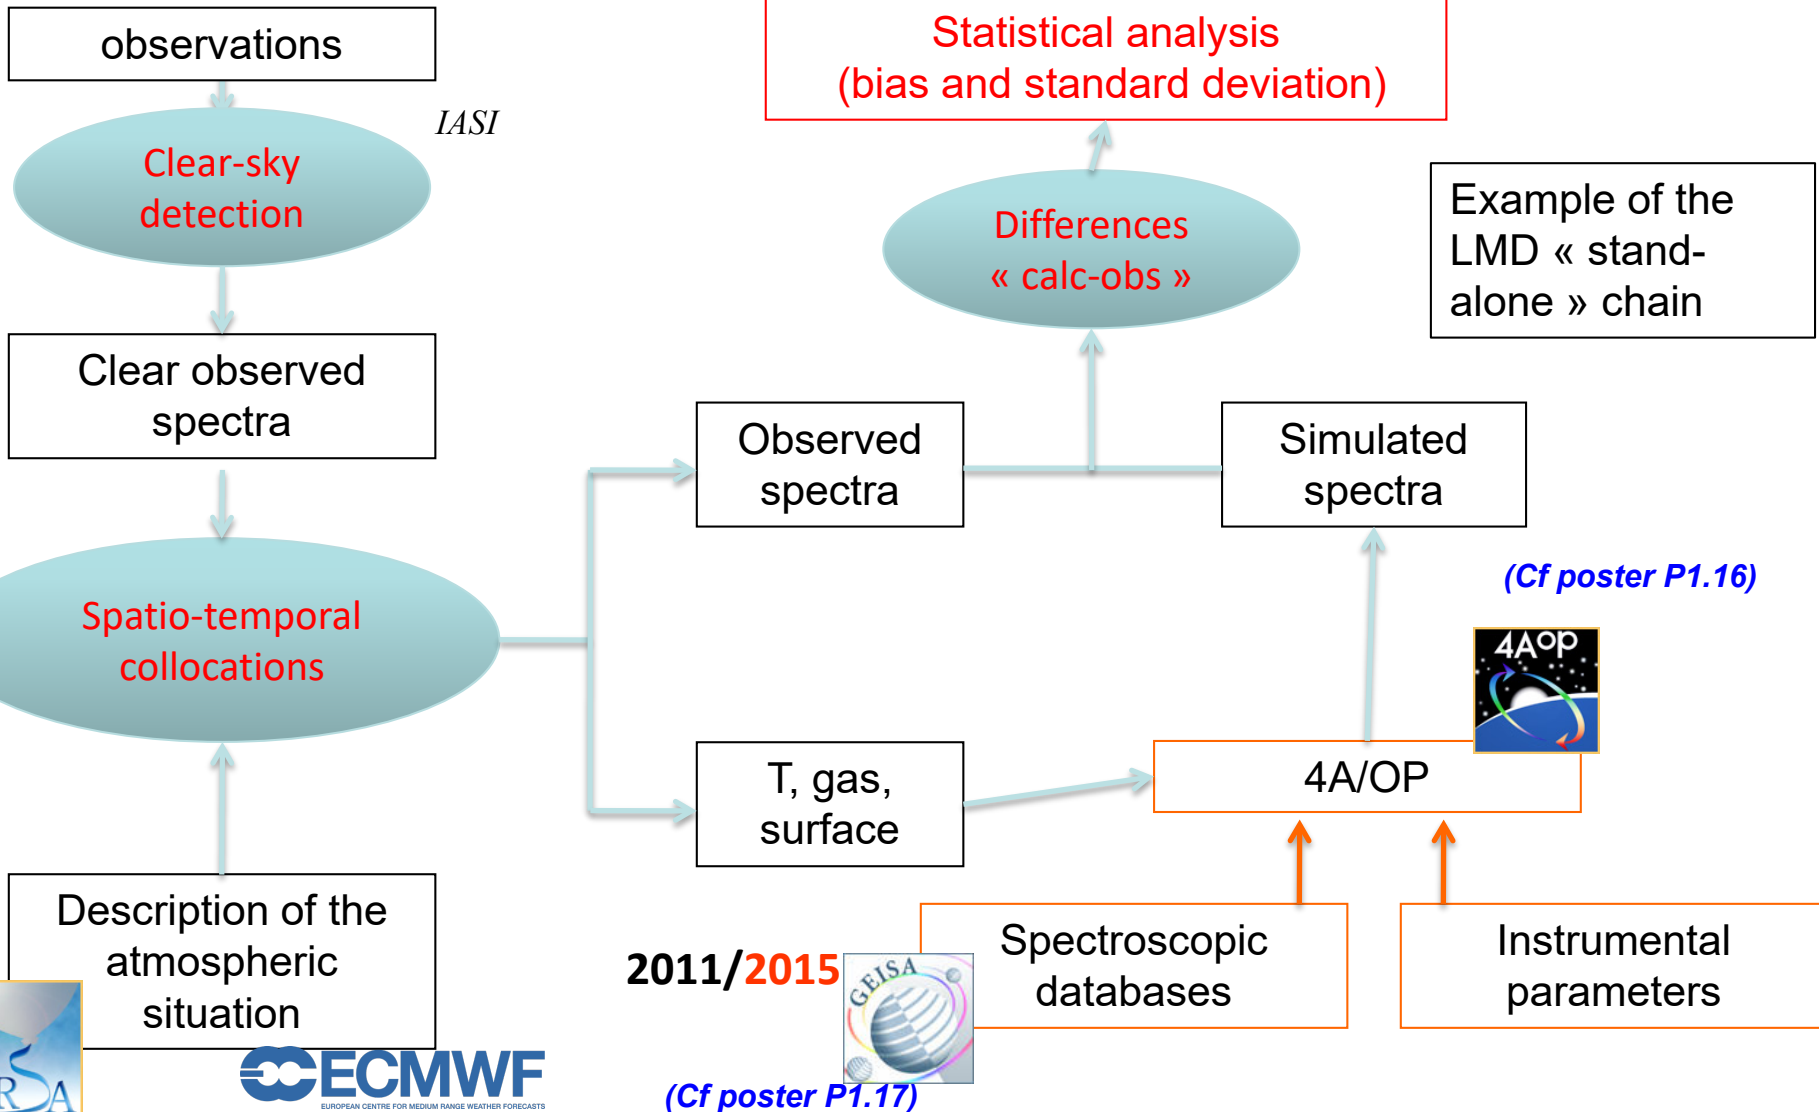 observations
IASI
Clear-sky
detection
Clear observed
spectra
Spatio-temporal
collocations
Description of the
atmospheric
situation
ECMWF
EUROPEAN CENTRE FOR MEDIUM RANGE WEATHER FORECASTS
Statistical analysis
(bias and standard deviation)
Differences
« calc-obs »
Example of the
LMD « stand-
alone » chain
Observed
spectra
Simulated
spectra
(Cf poster P1.16)
4AOP
T, gas,
surface
4A/OP
2011/2015
GEISA
Spectroscopic
databases
Instrumental
parameters
(Cf poster P1.17)